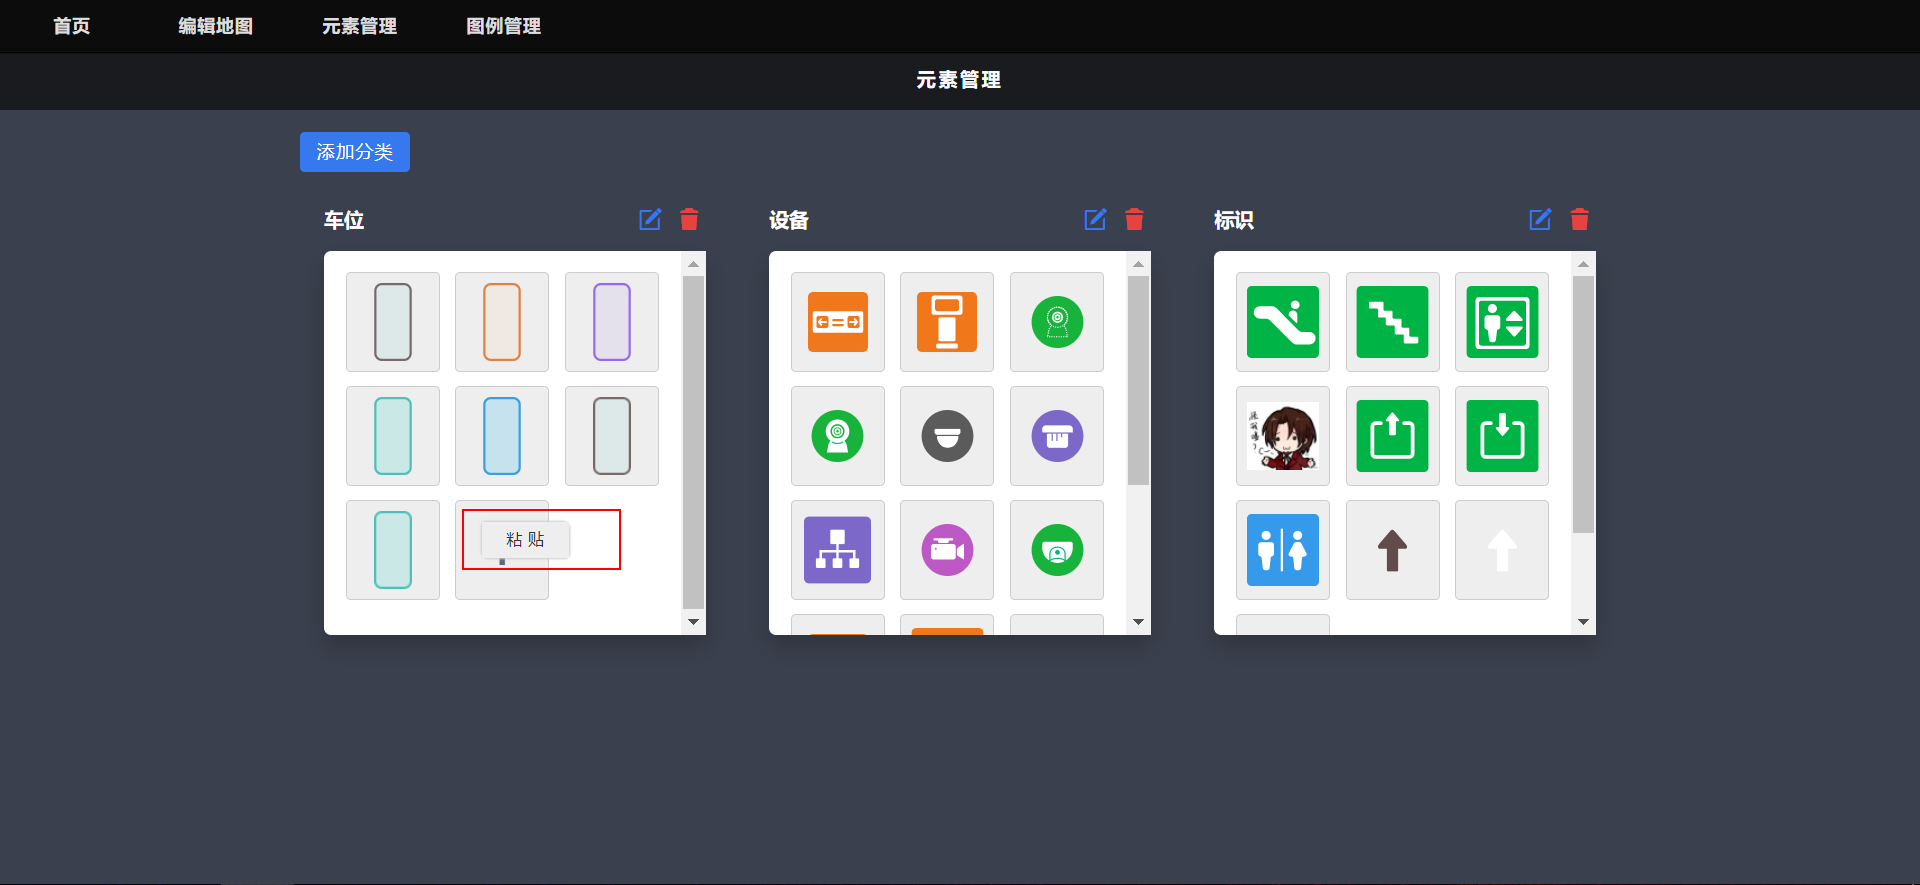 首页 编辑地图 元素管理 图例管理
元素管理
添加分类
车位
设备
标识
粘 贴